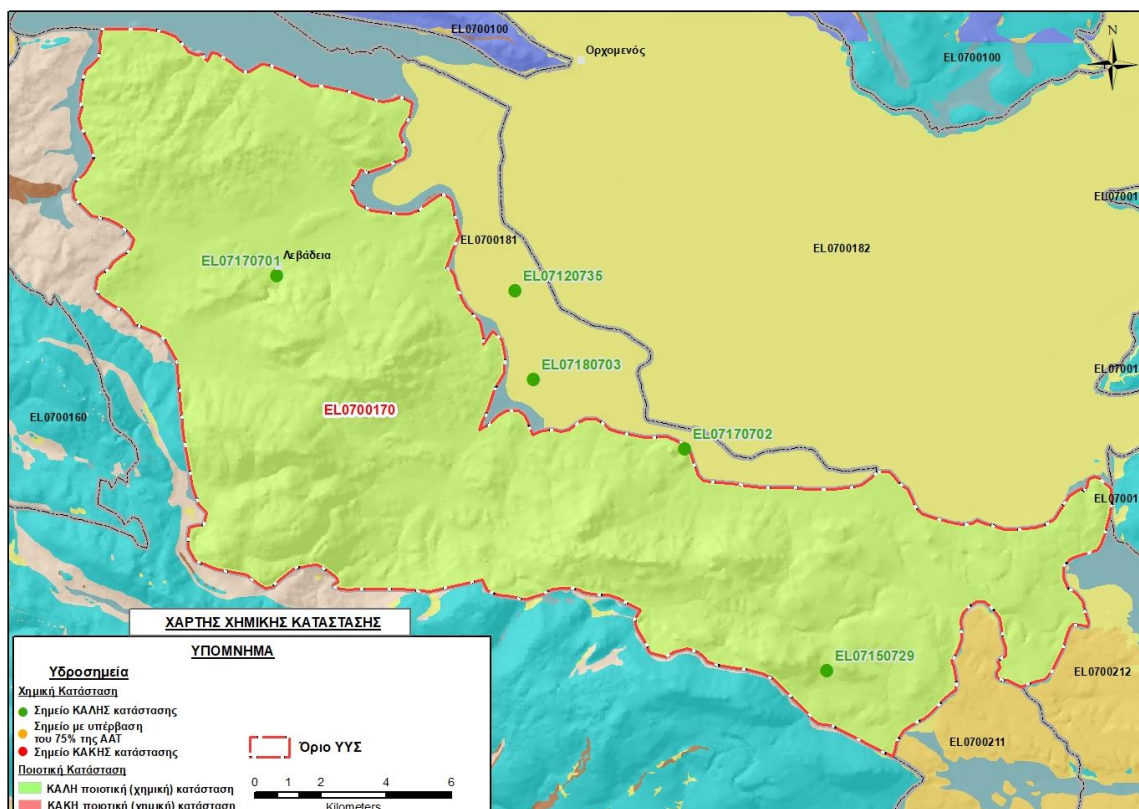 EL0700100
Ορχομενός
N
EL0700100
EL07001
EL0700181
EL0700182
EL07170701
Λεβάδεια
EL07120735
EL07180703
EL07001
EL0700160
EL0700170
EL07170702
EL07001
EL07150729
EL0700212
EL0700211
ΧΑΡΤΗΣ ΧΗΜΙΚΗΣ ΚΑΤΑΣΤΑΣΗΣ
ΥΠΟΜΝΗΜΑ
Υδροσημεία
Χημική Κατάσταση
Σημείο ΚΑΛΗΣ κατάστασης
Σημείο με υπέρβαση
του 75% της ΑΑΤ
Σημείο ΚΑΚΗΣ κατάστασης
Όριο ΥΥΣ
Ποιοτική Κατάσταση
ΚΑΛΗ ποιοτική (χημική) κατάσταση
ΚΑΚΗ ποιοτική (χημική) κατάσταση
0 1 2 4 6
Kilometers